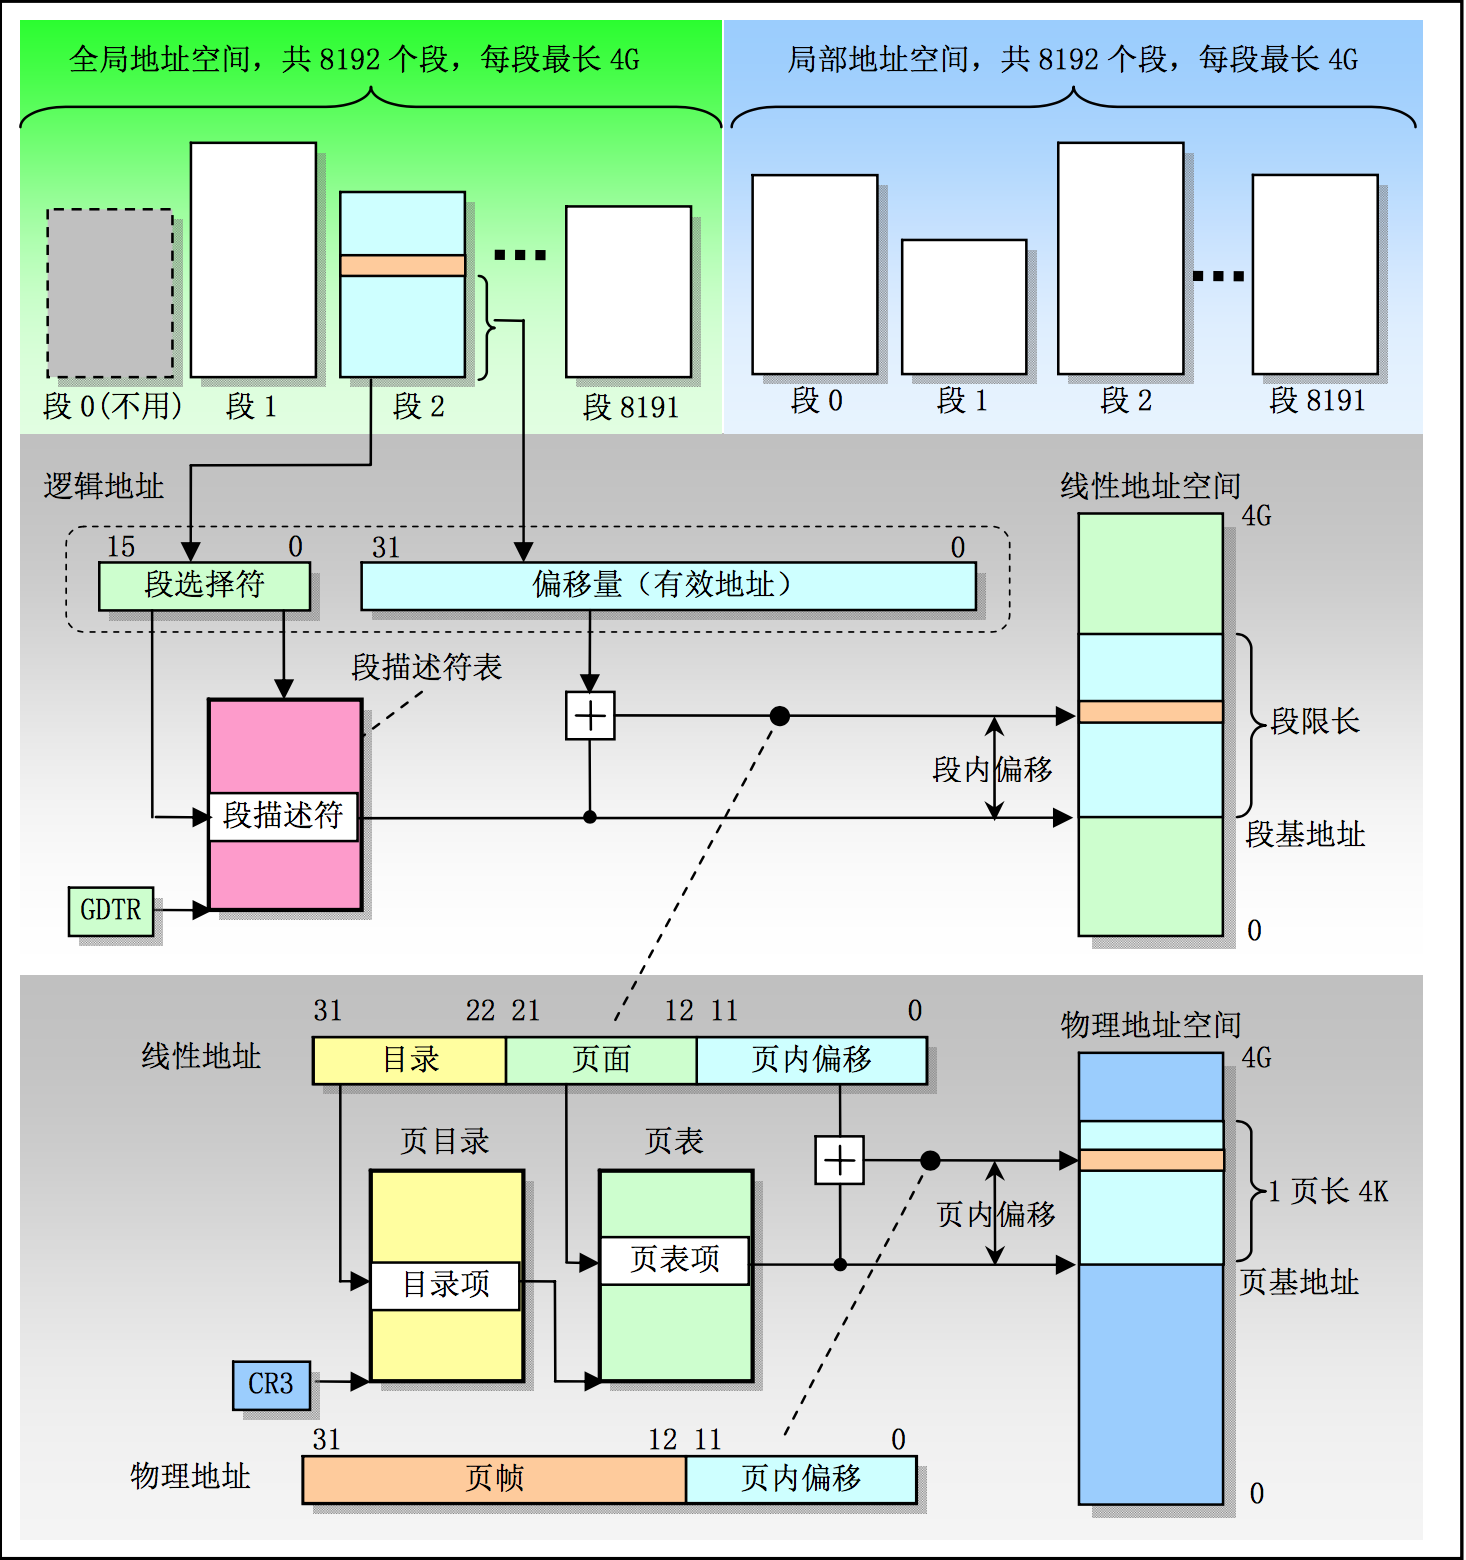 全局地址空间，共 8192 个段，每段最长 4G
局部地址空间，共 8192 个段，每段最长 4G
段 0(不用)
段 1
段 2
段 8191
段 0
段 1
段 2
段 8191
逻辑地址
15
0
31
0
段选择符
偏移量（有效地址）
线性地址空间
4G
段描述符表
段限长
段内偏移
段描述符
段基地址
GDTR
0
31
22
21
12
11
0
线性地址
目录
页面
页内偏移
物理地址空间
4G
页目录
页表
1 页长 4K
页内偏移
页表项
目录项
页基地址
CR3
31
12
11
0
物理地址
页帧
页内偏移
0